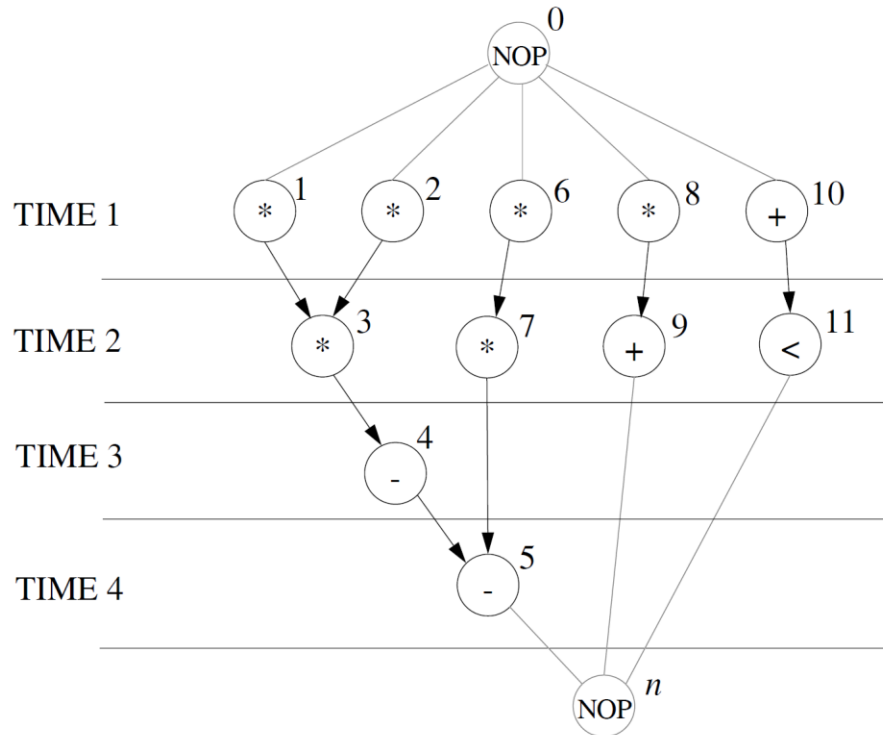 0
NOP
1 2 6 8 10
TIME 1 * * * * +
3 7 9 11
TIME 2 * * + <
4
TIME 3 -
5
TIME 4 -
n
NOP